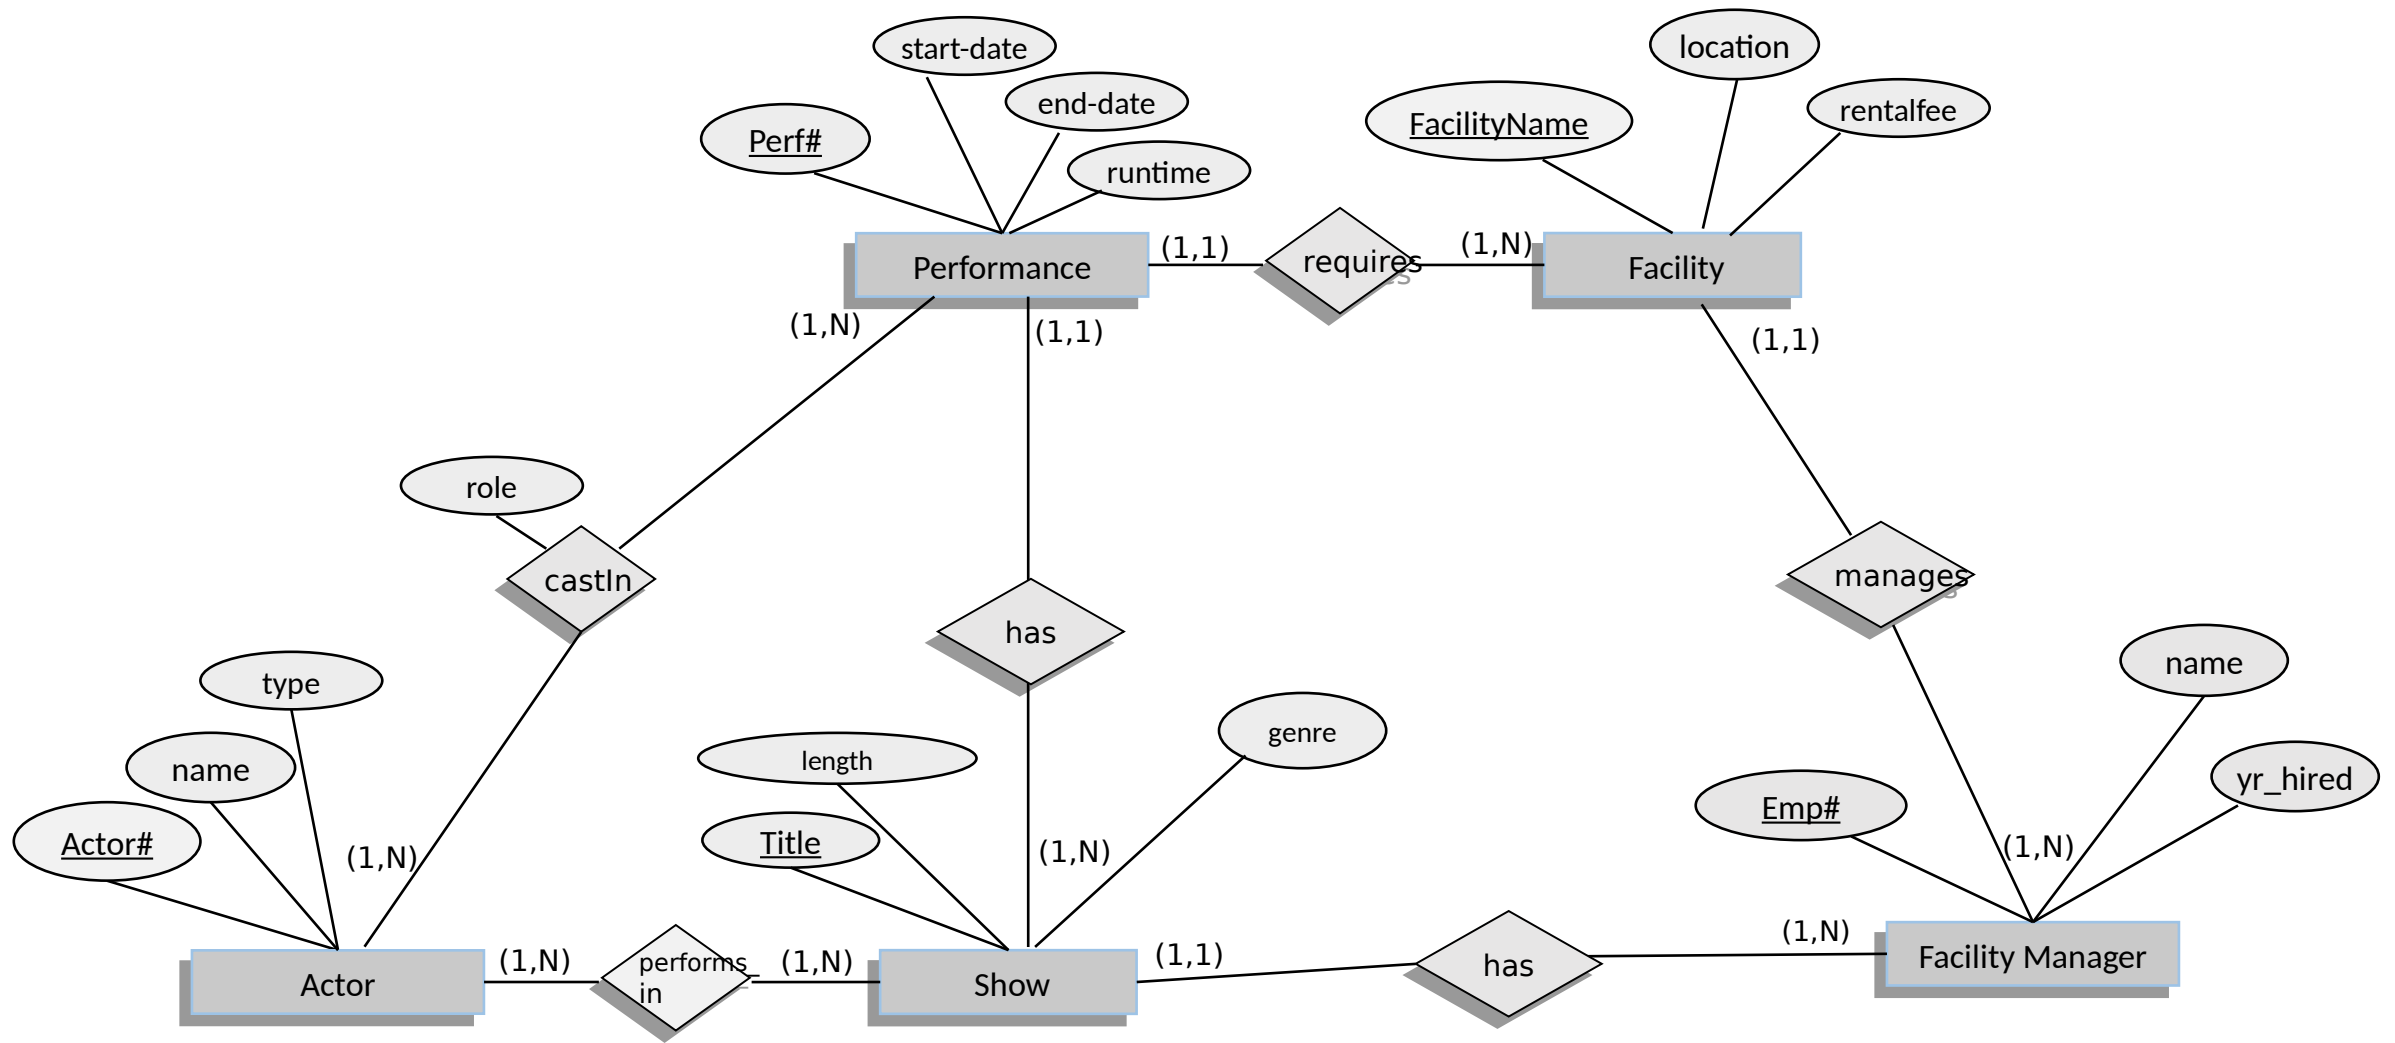 start-date
location
end-date
rentalfee
Perf#
FacilityName
runtime
Performance
(1,1)
requires
(1,N)
Facility
(1,N)
(1,1)
(1,1)
role
castIn
manages
has
type
name
genre
length
name
yr_hired
Actor#
Title
Emp#
(1,N)
(1,N)
(1,N)
Actor
(1,N)
performs_
in
(1,N)
Show
(1,1)
has
(1,N)
Facility Manager